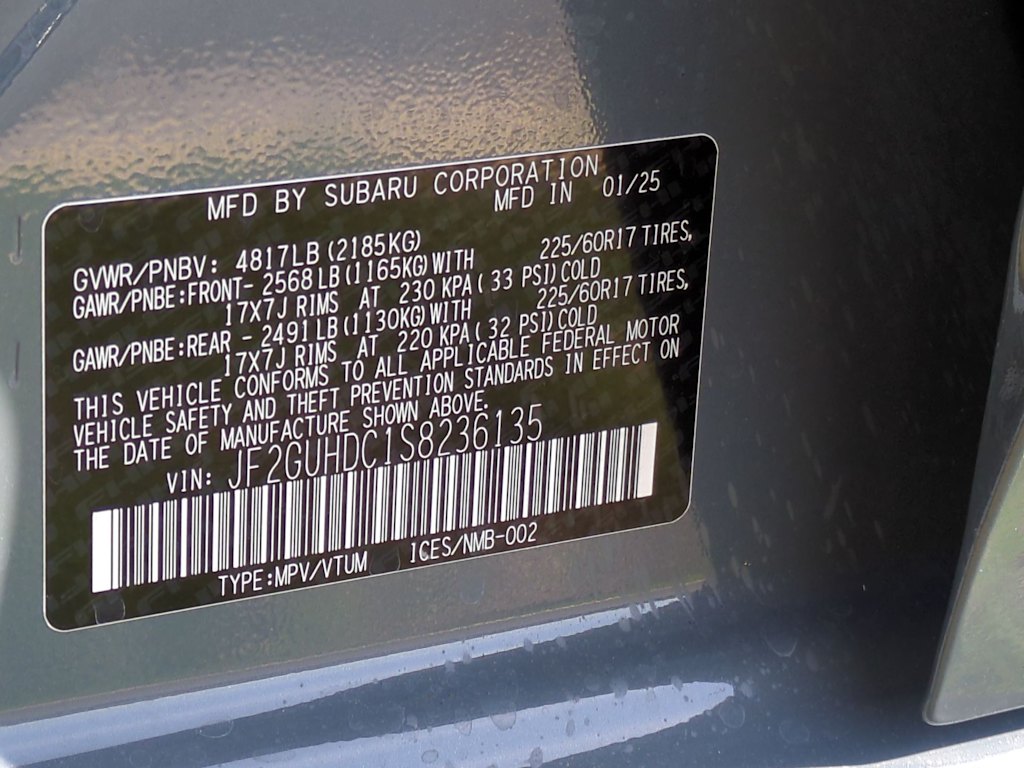 MFD BY SUBARU CORPORATION
MFD IN 01/25
GVWR/PNBV: 4817LB (2185KG)
GAWR/PNBE:FRONT- 2568LB (1165KG) WITH 225/60R17 TIRES,
17X7J RIMS AT 230 KPA ( 33 PSI) COLD
GAWR/PNBE:REAR - 2491LB (1130KG) WITH 225/60R17 TIRES,
17X7J RIMS AT 220 KPA ( 32 PSI) COLD
THIS VEHICLE CONFORMS TO ALL APPLICABLE FEDERAL MOTOR
VEHICLE SAFETY AND THEFT PREVENTION STANDARDS IN EFFECT ON
THE DATE OF MANUFACTURE SHOWN ABOVE.
VIN: JF2GUHDC1S8236135
TYPE:MPV/VTUM ICES/NMB-002